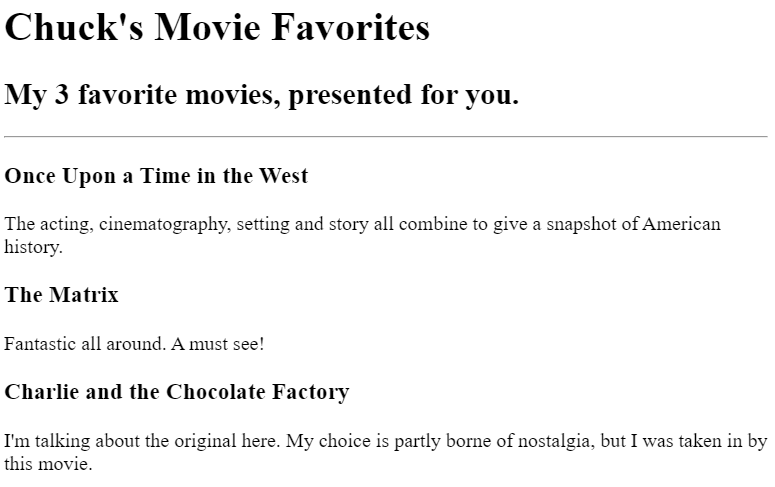 Chuck's Movie Favorites
My 3 favorite movies, presented for you.
Once Upon a Time in the West
The acting, cinematography, setting and story all combine to give a snapshot of American
history.
The Matrix
Fantastic all around. A must see!
Charlie and the Chocolate Factory
I'm talking about the original here. My choice is partly borne of nostalgia, but I was taken in by
this movie.